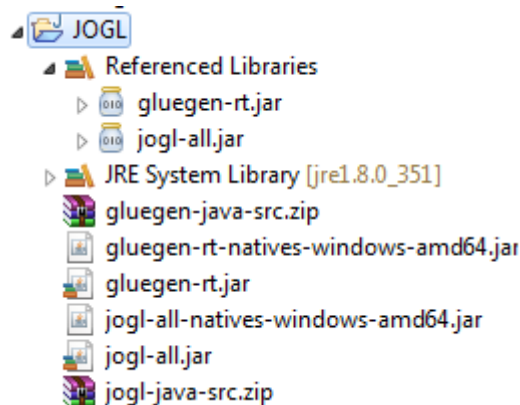 JOGL
Referenced Libraries
gluegen-rt.jar
jogl-all.jar
JRE System Library [jre1.8.0_351]
gluegen-java-src.zip
gluegen-rt-natives-windows-amd64.jar
gluegen-rt.jar
jogl-all-natives-windows-amd64.jar
jogl-all.jar
jogl-java-src.zip